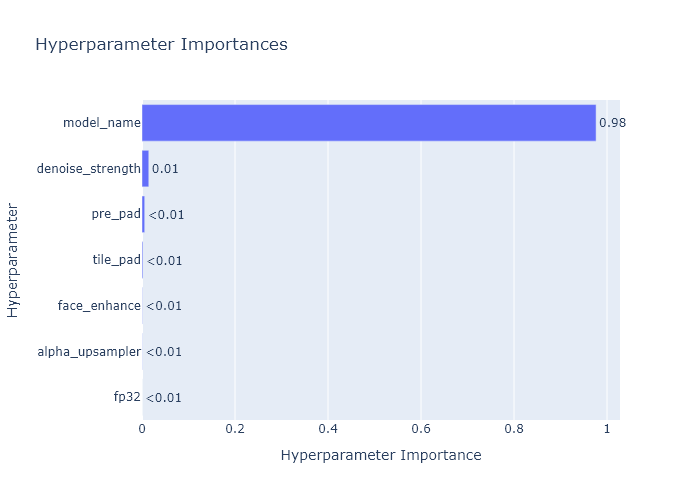 Hyperparameter Importances
Hyperparameter
model_name 0.98
denoise_strength 0.01
pre_pad <0.01
tile_pad <0.01
face_enhance <0.01
alpha_upsampler <0.01
fp32 <0.01
0 0.2 0.4 0.6 0.8 1
Hyperparameter Importance